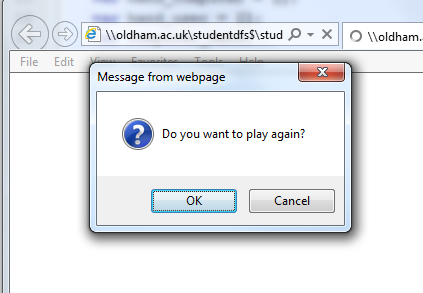 \\oldham.ac.uk\studentdfs$\stud
\\oldham.
File Edit View Favorites Tools Help
Message from webpage
Do you want to play again?
OK Cancel